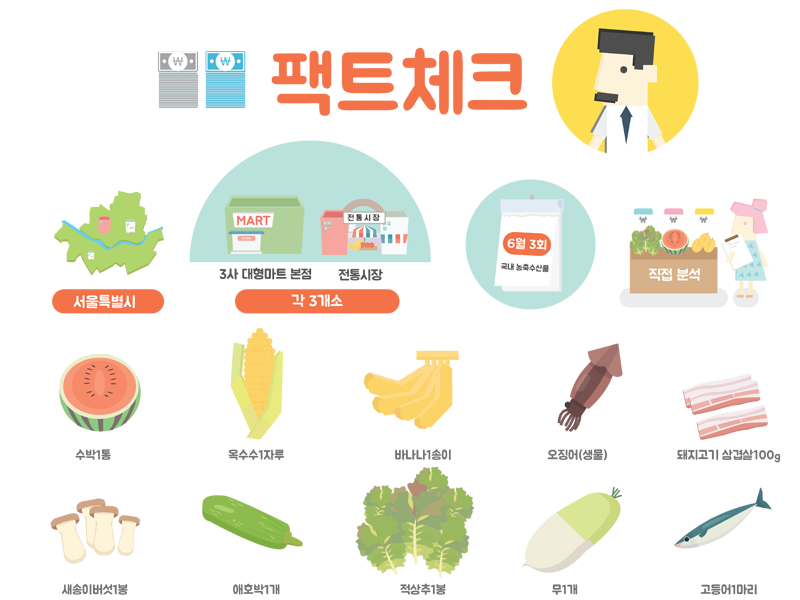 ₩ ₩
팩트체크
MART
전통시장
6월 3회
국내 농축수산물
₩ ₩ ₩
직접 분석
3사 대형마트 본점
전통시장
서울특별시
각 3개소
수박1통
옥수수1자루
바나나1송이
오징어(생물)
돼지고기 삼겹살100g
새송이버섯1봉
애호박1개
적상추1봉
무1개
고등어1마리